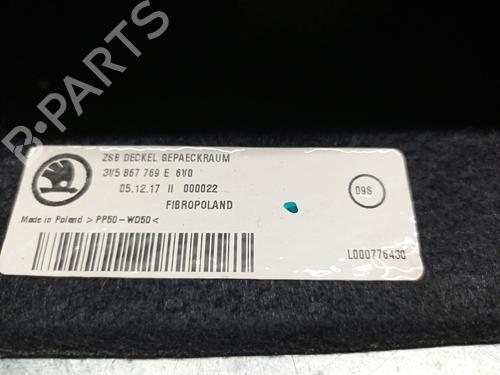 B-PARTS
ZSB DECKEL GEPAECKRAUM
3V5 867 769 E 6V0
05.12.17 II 000022
FIBROPOLAND
Made in Poland >PP50-WD50<
09S
L000776430